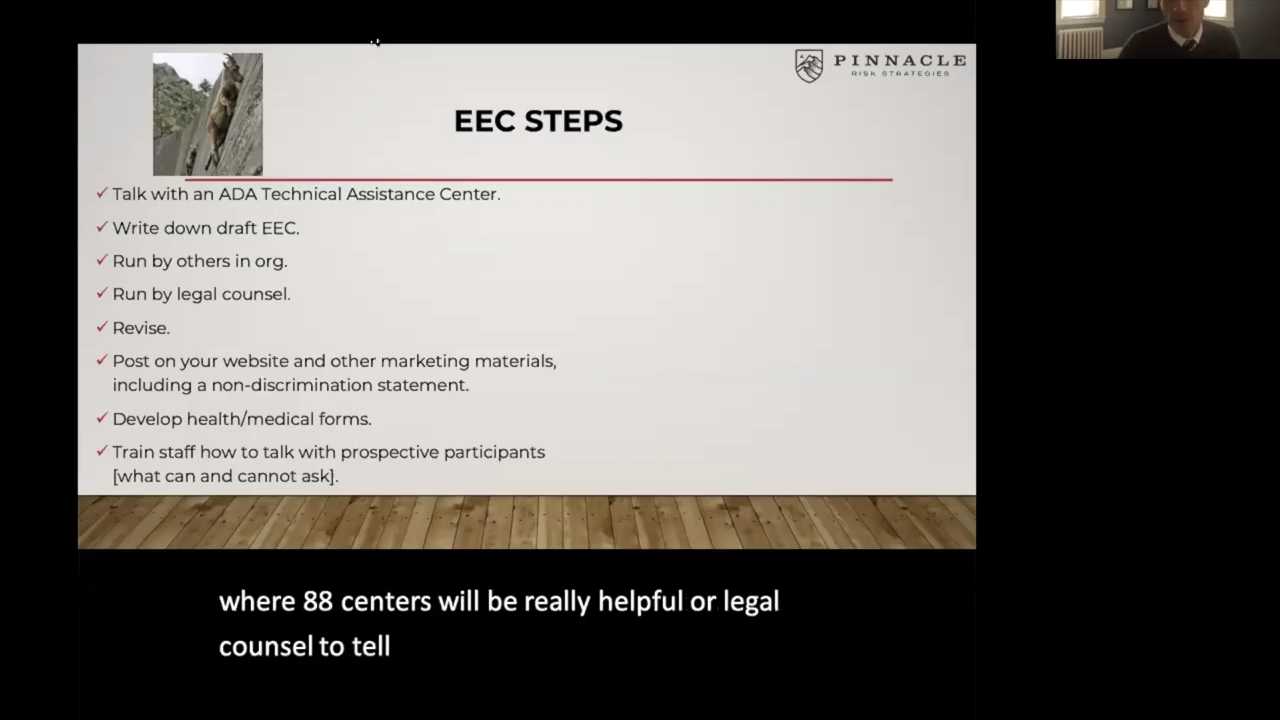 PINNACLE
RISK STRATEGIES
EEC STEPS
✓ Talk with an ADA Technical Assistance Center.
✓ Write down draft EEC.
✓ Run by others in org.
✓ Run by legal counsel.
✓ Revise.
✓ Post on your website and other marketing materials,
including a non-discrimination statement.
✓ Develop health/medical forms.
✓ Train staff how to talk with prospective participants
[what can and cannot ask].
where 88 centers will be really helpful or legal
counsel to tell